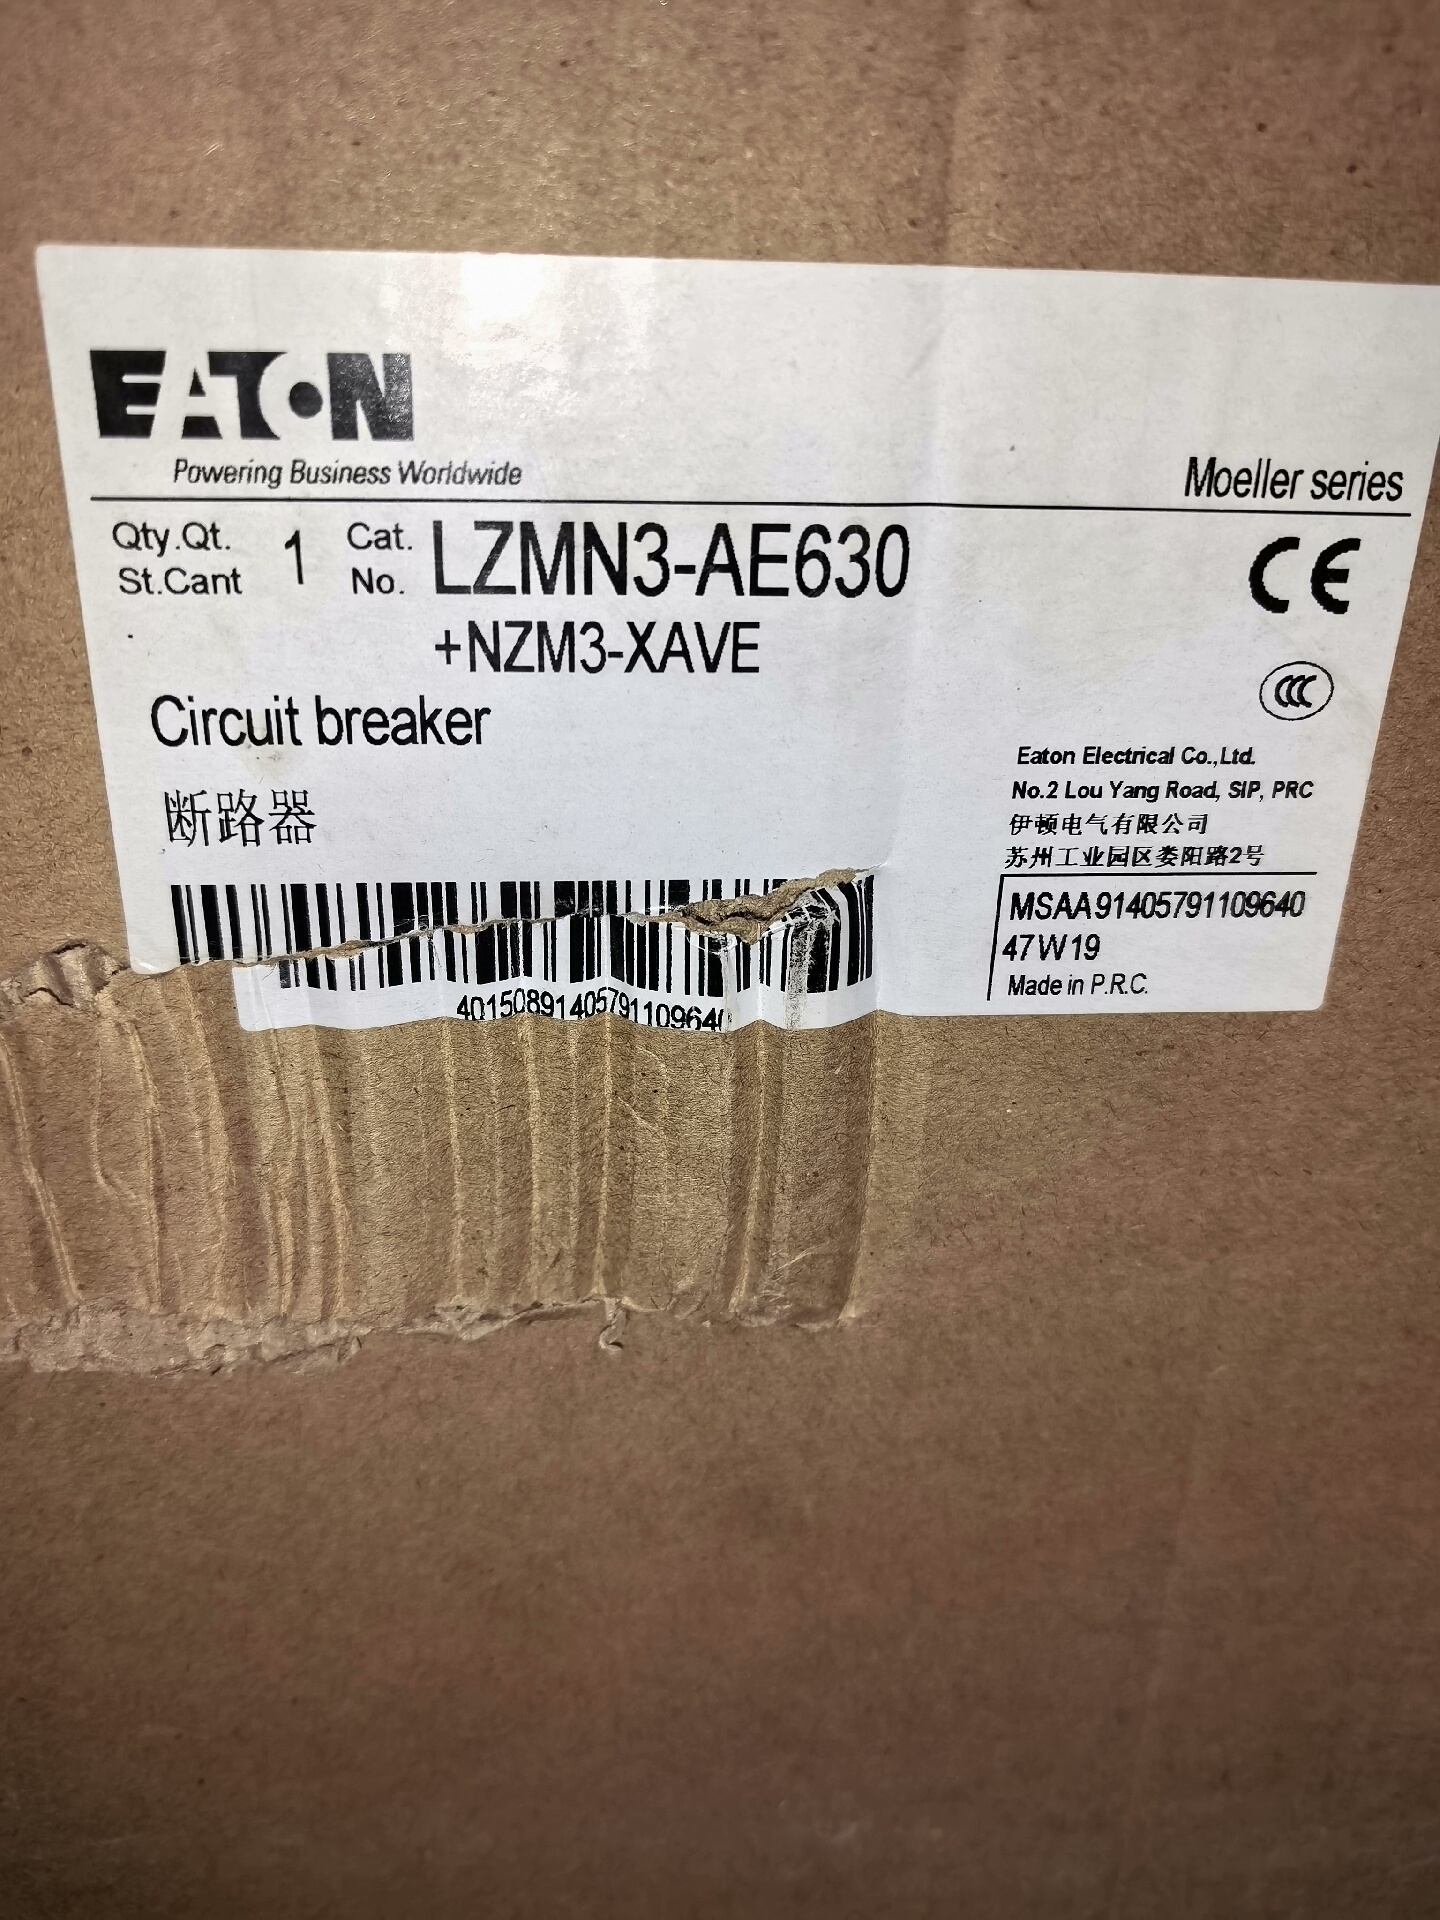 EATON
Powering Business Worldwide
Moeller series
Qty.Qt. 1 Cat. LZMN3-AE630
St.Cant No.
+NZM3-XAVE
CE
Circuit breaker
CCC
断路器
Eaton Electrical Co.,Ltd.
No.2 Lou Yang Road, SIP, PRC
伊顿电气有限公司
苏州工业园区娄阳路2号
MSAA91405791109640
47W19
Made in P.R.C.
4015089140579110964